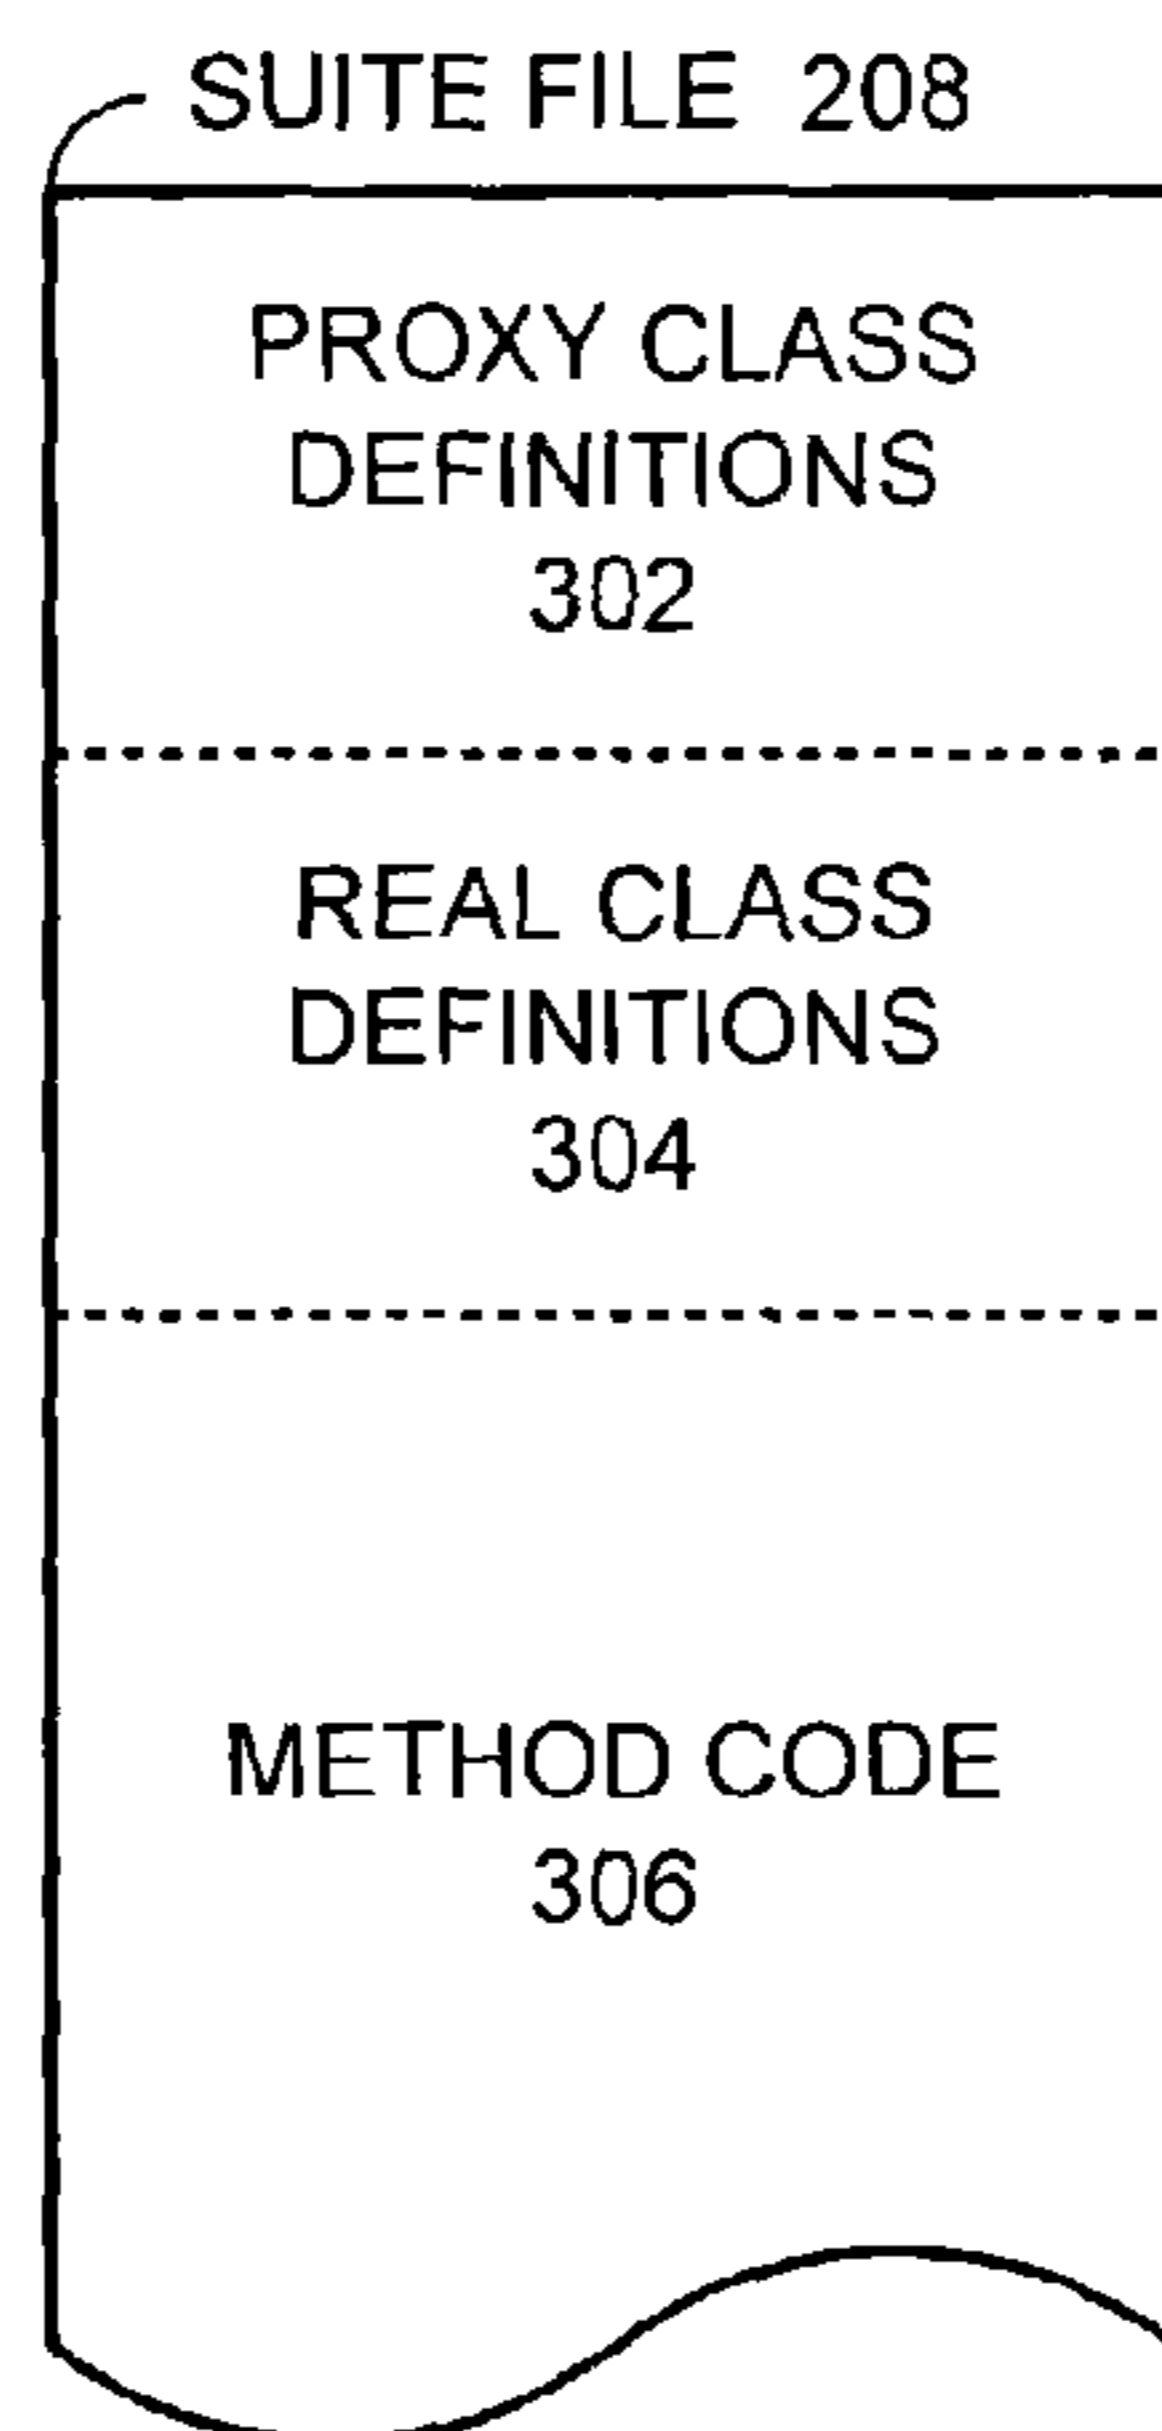 SUITE FILE 208
PROXY CLASS
DEFINITIONS
302
REAL CLASS
DEFINITIONS
304
METHOD CODE
306